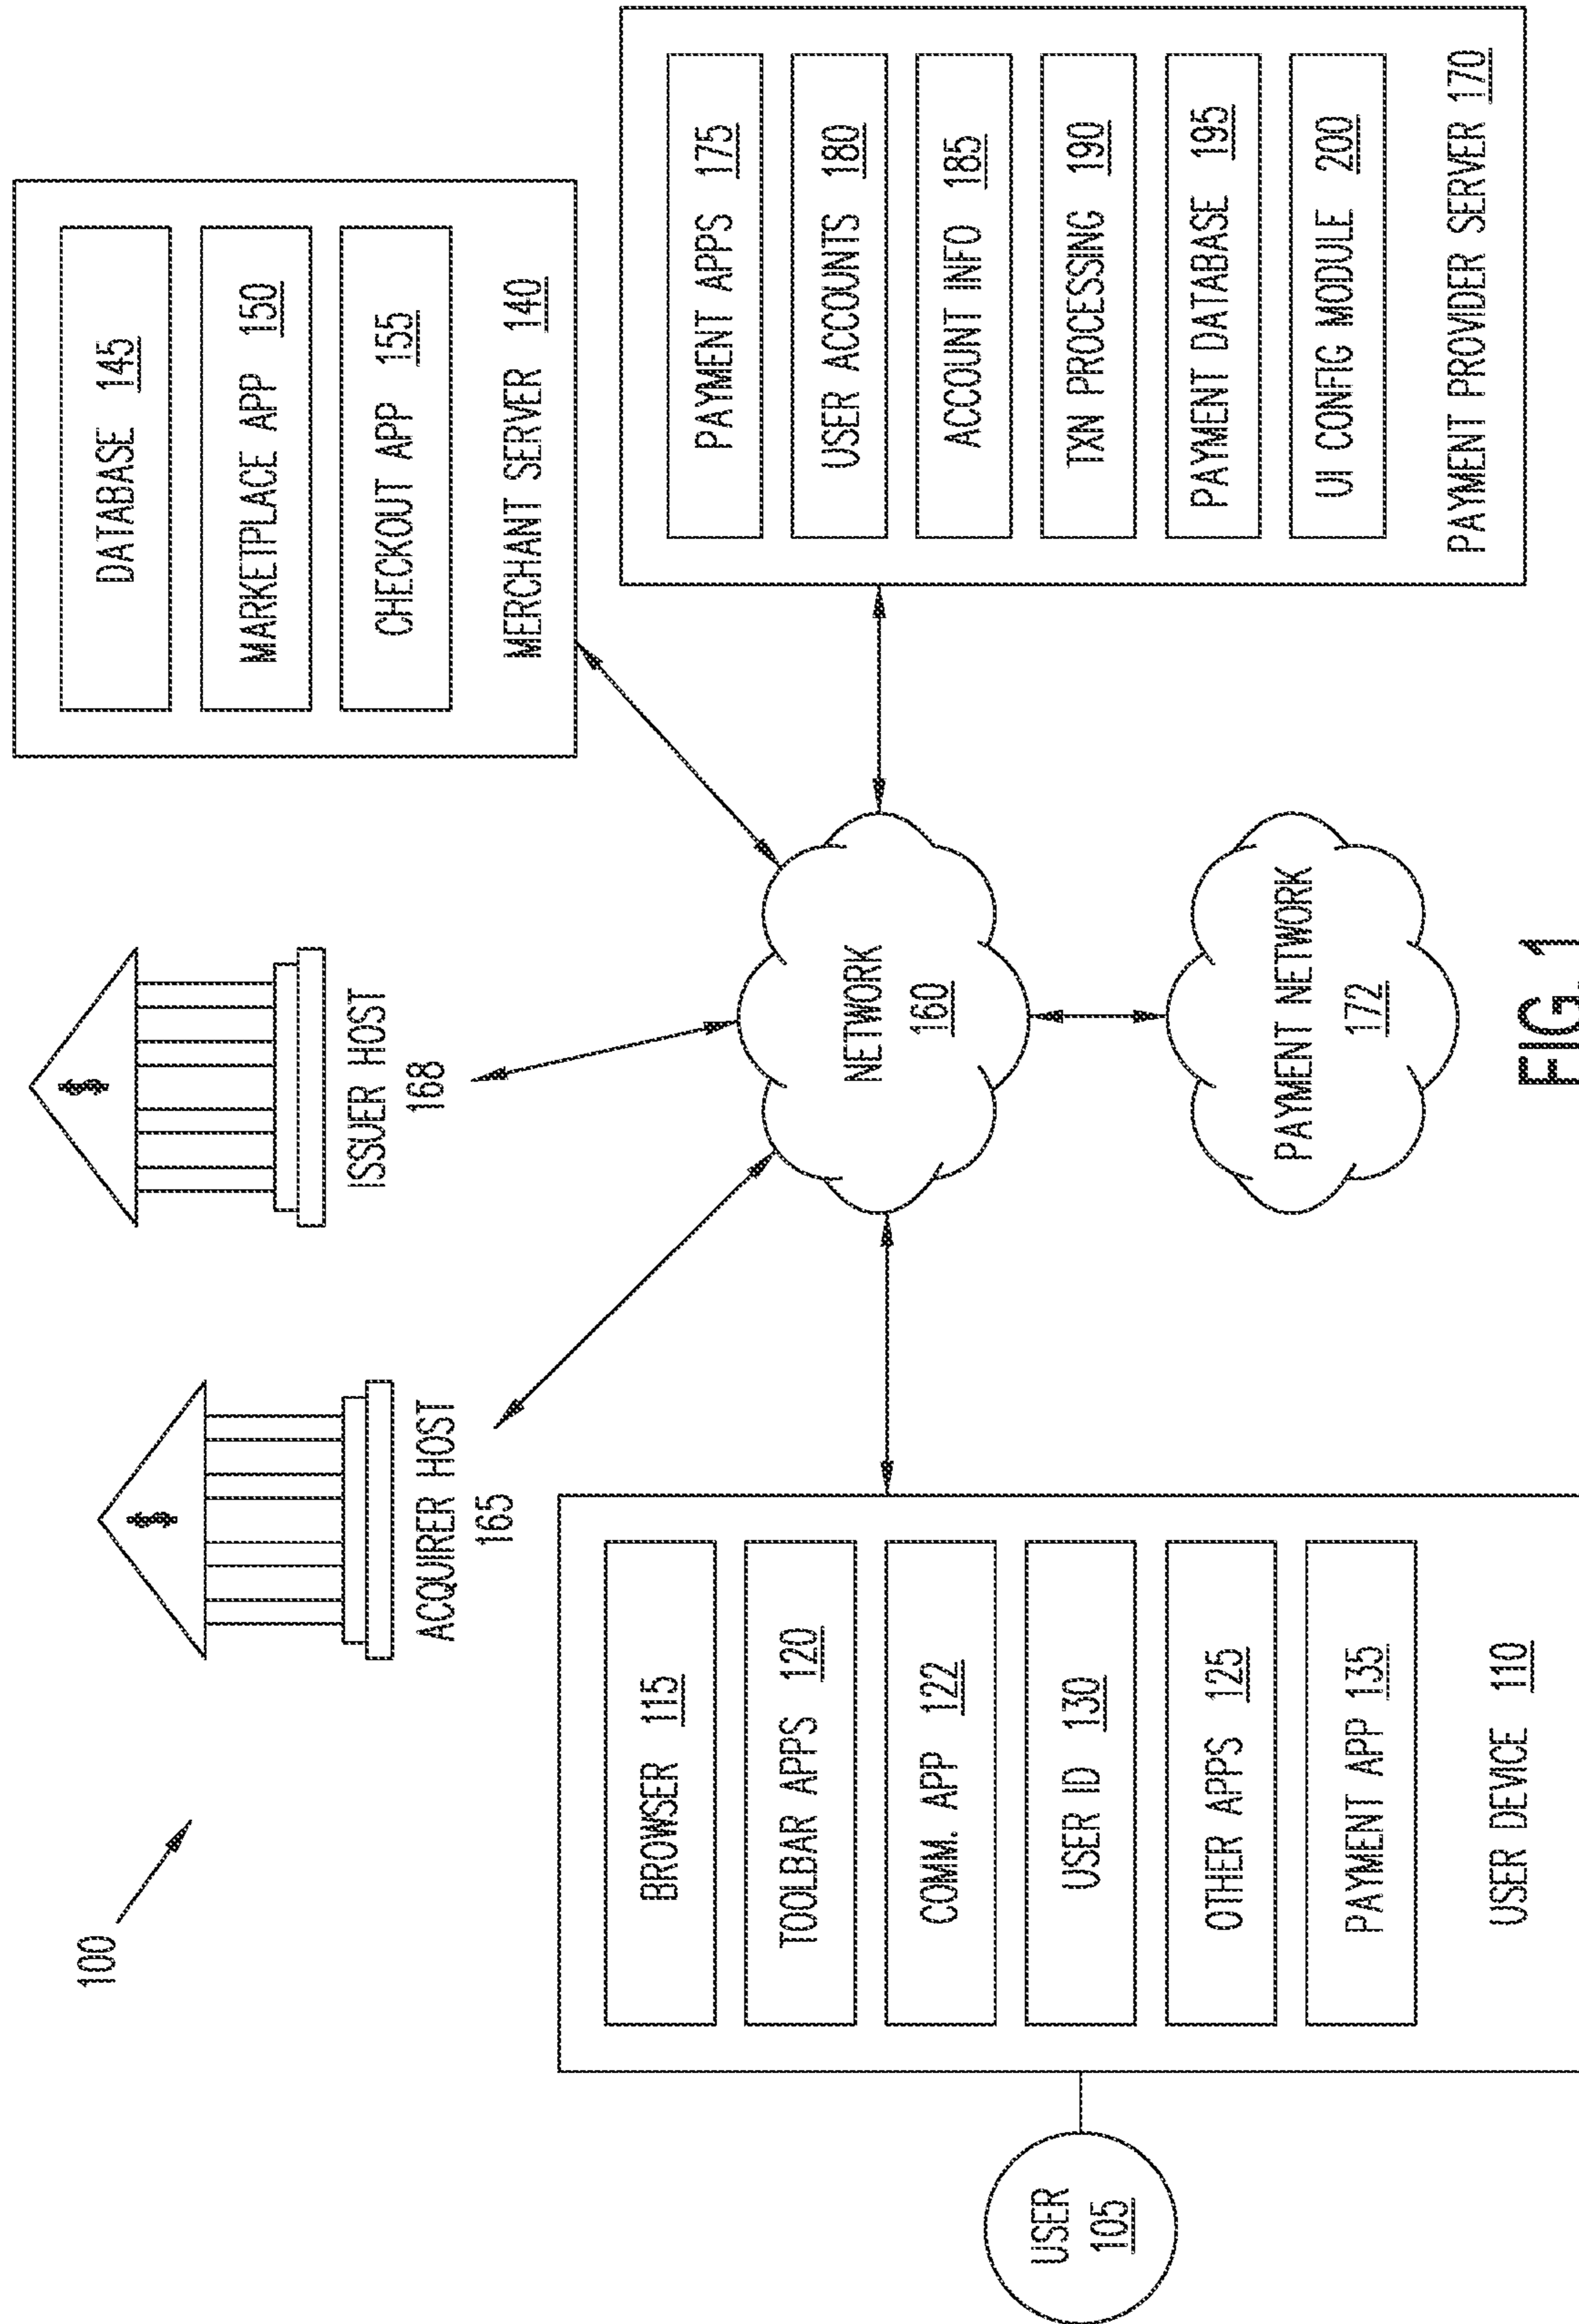 100
ACQUIRER HOST
165
ISSUER HOST
168
DATABASE 145
MARKETPLACE APP 150
CHECKOUT APP 155
MERCHANT SERVER 140
USER
105
BROWSER 115
TOOLBAR APPS 120
COMM. APP 122
USER ID 130
OTHER APPS 125
PAYMENT APP 135
USER DEVICE 110
NETWORK
160
PAYMENT NETWORK
172
PAYMENT APPS 175
USER ACCOUNTS 180
ACCOUNT INFO 185
TXN PROCESSING 190
PAYMENT DATABASE 195
UI CONFIG MODULE 200
PAYMENT PROVIDER SERVER 170
FIG. 1